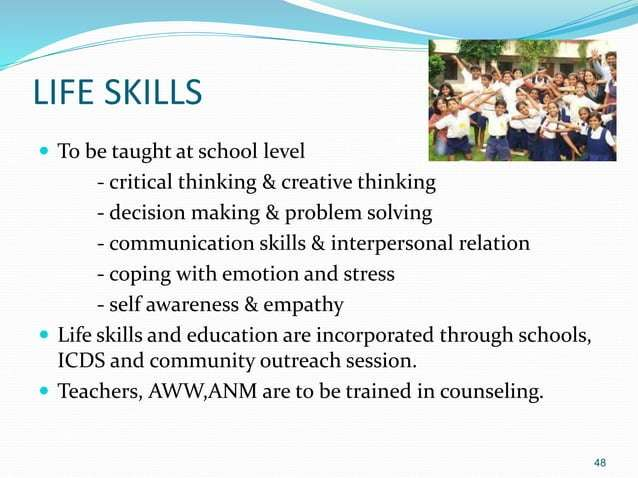 LIFE SKILLS
• To be taught at school level
- critical thinking & creative thinking
- decision making & problem solving
- communication skills & interpersonal relation
- coping with emotion and stress
- self awareness & empathy
• Life skills and education are incorporated through schools,
ICDS and community outreach session.
• Teachers, AWW,ANM are to be trained in counseling.
48